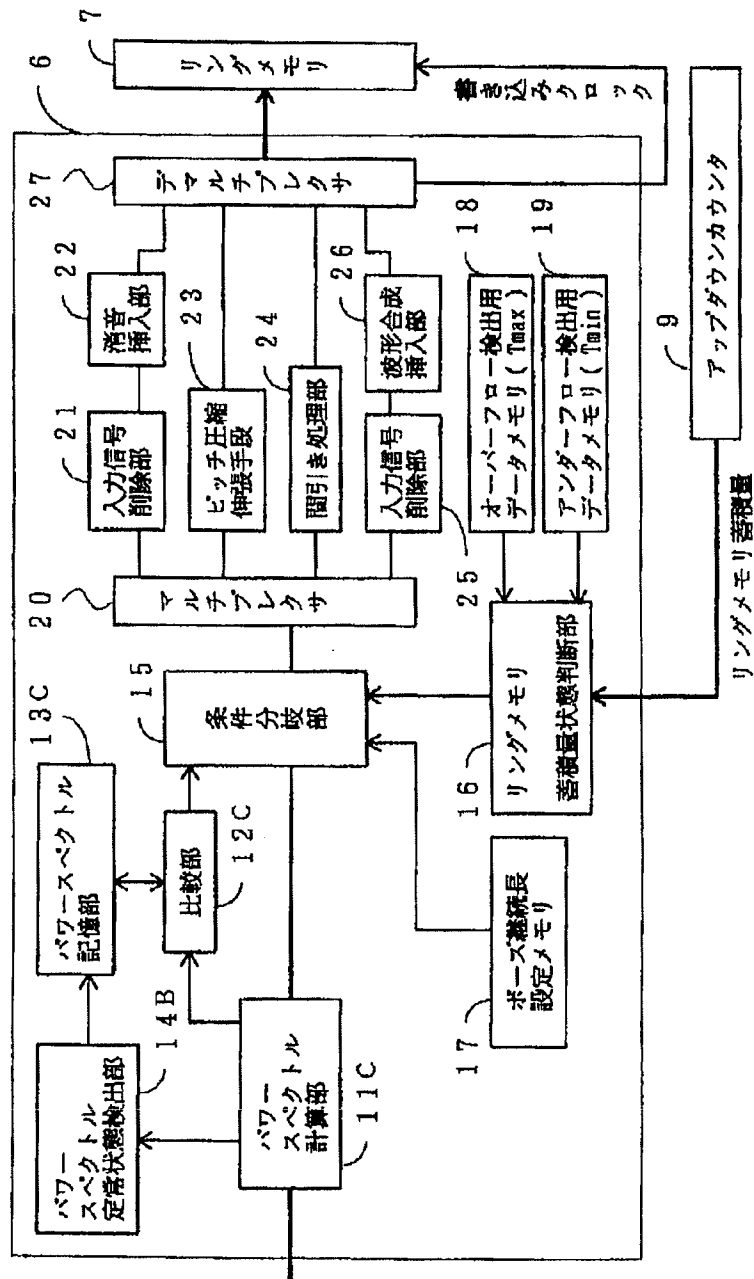 パワー
スペクトル
定常状態検出部
14B
パワースペクトル
記憶部
13C
比較部
12C
パワー
スペクトル
計算部
11C
条件分岐部
15
マルチプレクサ
20
入力信号
削除部
21
消音
挿入部
22
ピッチ圧縮
伸張手段
23
間引き処理部
24
入力信号
削除部
25
波形合成
挿入部
26
デマルチプレクサ
27
6
リングメモリ
7
書き込みクロック
ポーズ継続長
設定メモリ
17
リングメモリ
蓄積量状態判断部
16
オーバーフロー検出用
データメモリ(Tmax)
18
アンダーフロー検出用
データメモリ(Tmin)
19
リングメモリ蓄積量
アップダウンカウンタ
9